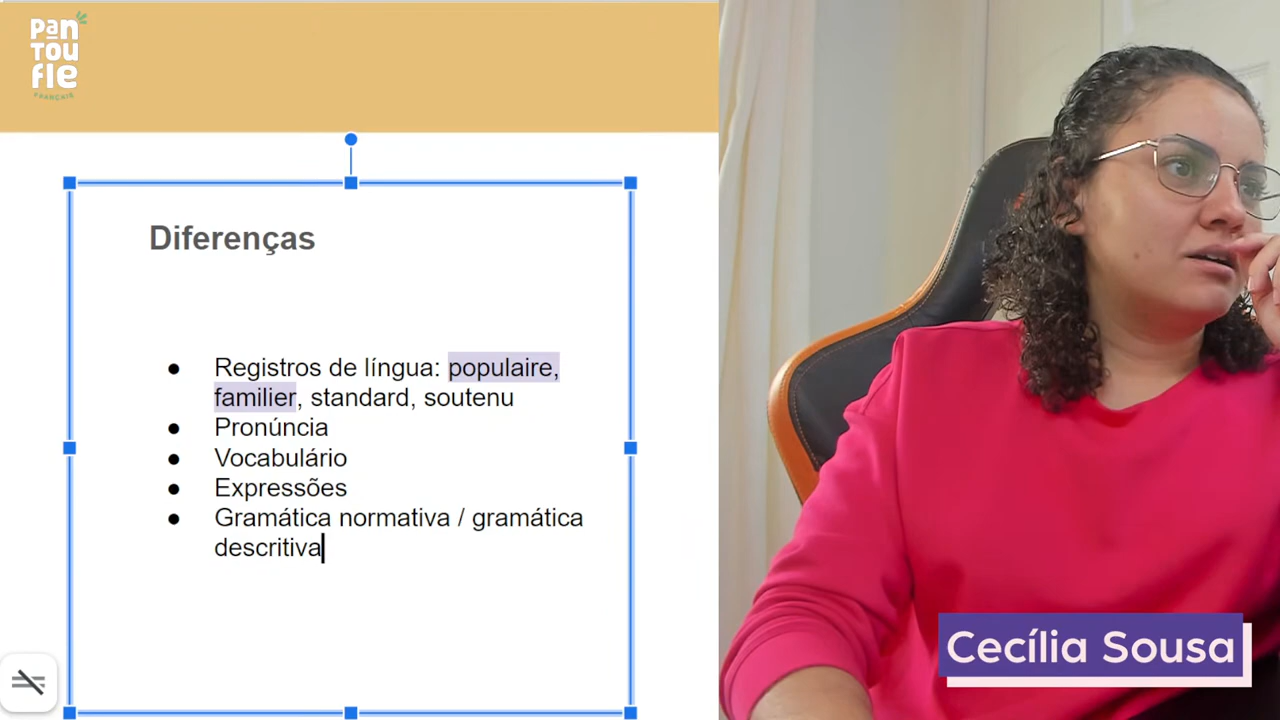 Pan
TOU
fle
FRANÇAIS
Diferenças
Registros de língua: populaire,
familier, standard, soutenu
Pronúncia
Vocabulário
Expressões
Gramática normativa / gramática
descritiva
Cecília Sousa